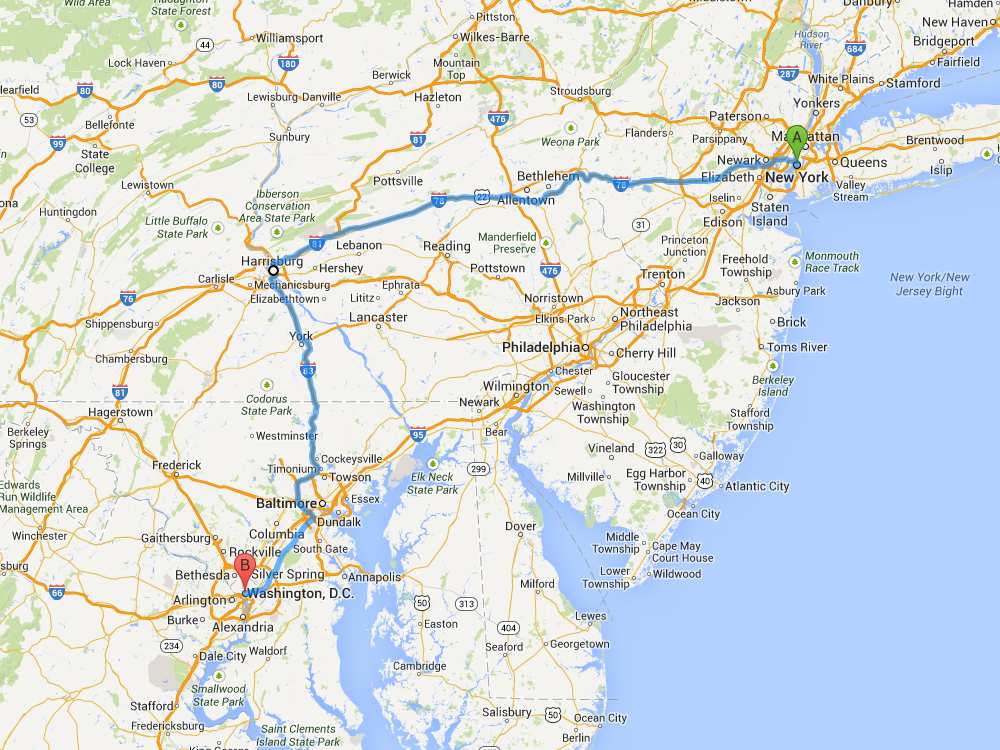 Wild Area
State Forest
Pittston
Danbury
Hamden
New Haven
Williamsport
Wilkes-Barre
Hudson
River
Bridgeport
44
684
Lock Haven
180
Mountain
Top
Fairfield
learfield
80
80
Berwick
287
White Plains
Stamford
Lewisburg
Danville
Hazleton
Stroudsburg
Yonkers
53
Bellefonte
476
Paterson
99
Sunbury
81
Weona Park
Flanders
Parsippany
Manhattan
A
Brentwood
State
College
Newark
Queens
Islip
Lewistown
Pottsville
Bethlehem
78
Elizabeth
New York
Valley
Stream
Ibberson
Conservation
Area State Park
78
22
Allentown
Iselin
Staten
Island
ona
Huntingdon
Little Buffalo
State Park
Edison
31
81
Lebanon
Reading
Manderfield
Preserve
Princeton
Junction
Freehold
Township
Monmouth
Race Track
Harrisburg
Hershey
Pottstown
476
Trenton
New York/New
Jersey Bight
Carlisle
Mechanicsburg
Ephrata
Asbury Park
76
Elizabethtown
Lititz
Norristown
Jackson
Shippensburg
Lancaster
Elkins Park
Northeast
Philadelphia
Brick
York
Philadelphia
Cherry Hill
Toms River
Chambersburg
83
Chester
Gloucester
Township
Berkeley
Island
81
Codorus
State Park
Wilmington
Sewell
Newark
Washington
Township
Stafford
Township
Hagerstown
Berkeley
Springs
95
Bear
Westminster
Vineland
322
30
Galloway
Cockeysville
Frederick
Timonium
Towson
299
Elk Neck
State Park
Millville
Egg Harbor
Township
40
Atlantic City
Edwards
Run Wildlife
Management Area
Baltimore
Essex
Ocean City
Dundalk
Dover
Winchester
Gaithersburg
Columbia
Middle
Township
Cape May
Court House
Rockville
South Gate
sburg
B
Bethesda
Silver Spring
Annapolis
Lower
Township
Wildwood
66
Arlington
Washington, D.C.
50
313
Milford
Burke
Alexandria
Easton
404
Lewes
234
Dale City
Waldorf
Seaford
Georgetown
Smallwood
State Park
Cambridge
Stafford
Salisbury
50
Ocean City
Fredericksburg
Saint Clements
Island State Park
Berlin
King George